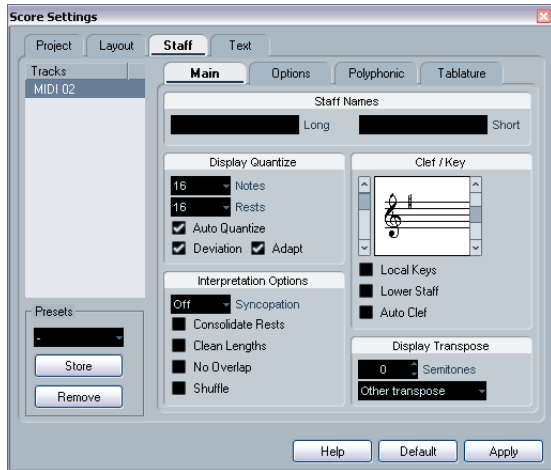 Score Settings
Project Layout Staff Text
Tracks
MIDI 02
Main Options Polyphonic Tablature
Staff Names
Long Short
Display Quantize
16 Notes
16 Rests
Auto Quantize
Deviation Adapt
Clef / Key
Local Keys
Lower Staff
Auto Clef
Interpretation Options
Off Syncopation
Consolidate Rests
Clean Lengths
No Overlap
Shuffle
Display Transpose
0 Semitones
Other transpose
Presets
-
Store
Remove
Help Default Apply